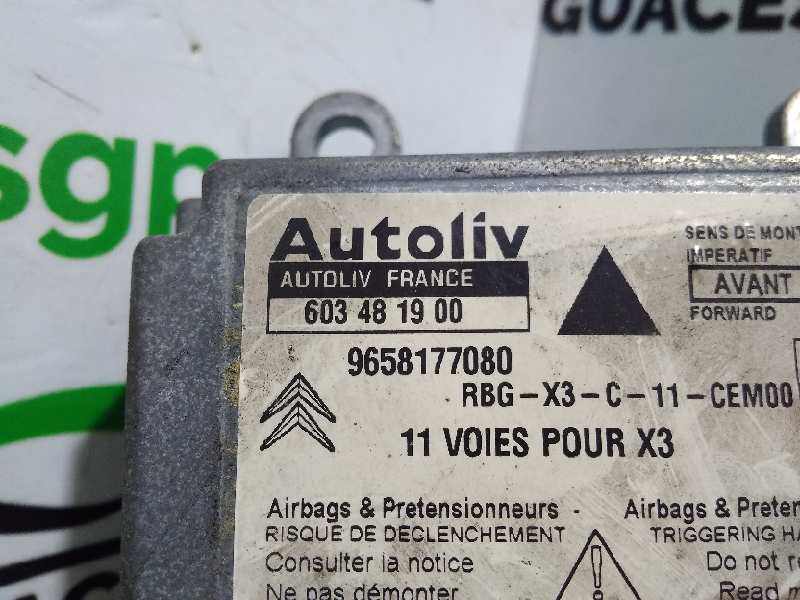 sgp
GUACES
Autoliv
AUTOLIV FRANCE
603 48 19 00
9658177080
RBG-X3-C-11-CEM00
11 VOIES POUR X3
SENS DE MONT
IMPERATIF
AVANT
FORWARD
Airbags & Pretensionneurs -
RISQUE DE DECLENCHEMENT
Consulter la notice
Ne pas démonter
Airbags & Preten
TRIGGERING HA
Do not re
Read m